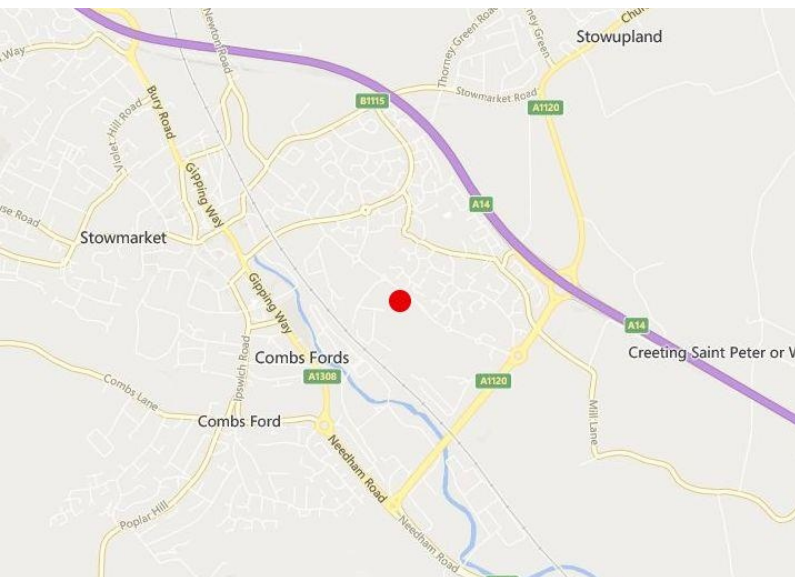 Stowupland
Newton Road
Thorney Green Road
Stowmarket Road
B1115
A1120
Bury Road
Violet Hill Road
Gipping Way
A14
Stowmarket
Gipping Way
A14
Creeting Saint Peter or
Combs Fords
A1308
Ipswich Road
A1120
Combs Lane
Combs Ford
Mill Lane
Needham Road
Poplar Hill
Needham Road